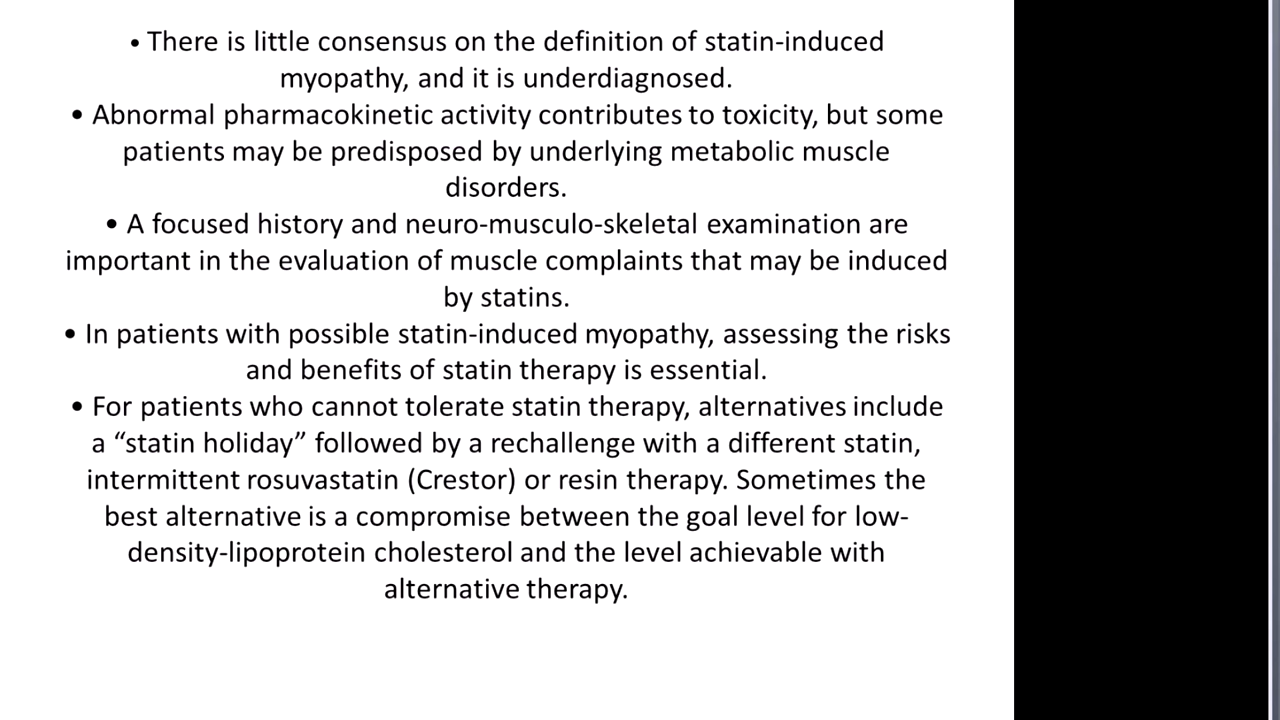 • There is little consensus on the definition of statin-induced
myopathy, and it is underdiagnosed.
• Abnormal pharmacokinetic activity contributes to toxicity, but some
patients may be predisposed by underlying metabolic muscle
disorders.
• A focused history and neuro-musculo-skeletal examination are
important in the evaluation of muscle complaints that may be induced
by statins.
• In patients with possible statin-induced myopathy, assessing the risks
and benefits of statin therapy is essential.
• For patients who cannot tolerate statin therapy, alternatives include
a “statin holiday” followed by a rechallenge with a different statin,
intermittent rosuvastatin (Crestor) or resin therapy. Sometimes the
best alternative is a compromise between the goal level for low-
density-lipoprotein cholesterol and the level achievable with
alternative therapy.